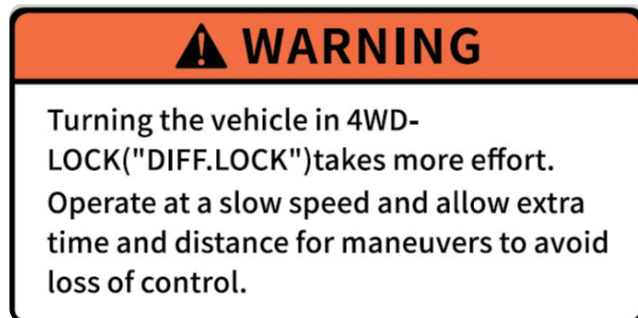 WARNING
Turning the vehicle in 4WD-
LOCK("DIFF.LOCK")takes more effort.
Operate at a slow speed and allow extra
time and distance for maneuvers to avoid
loss of control.